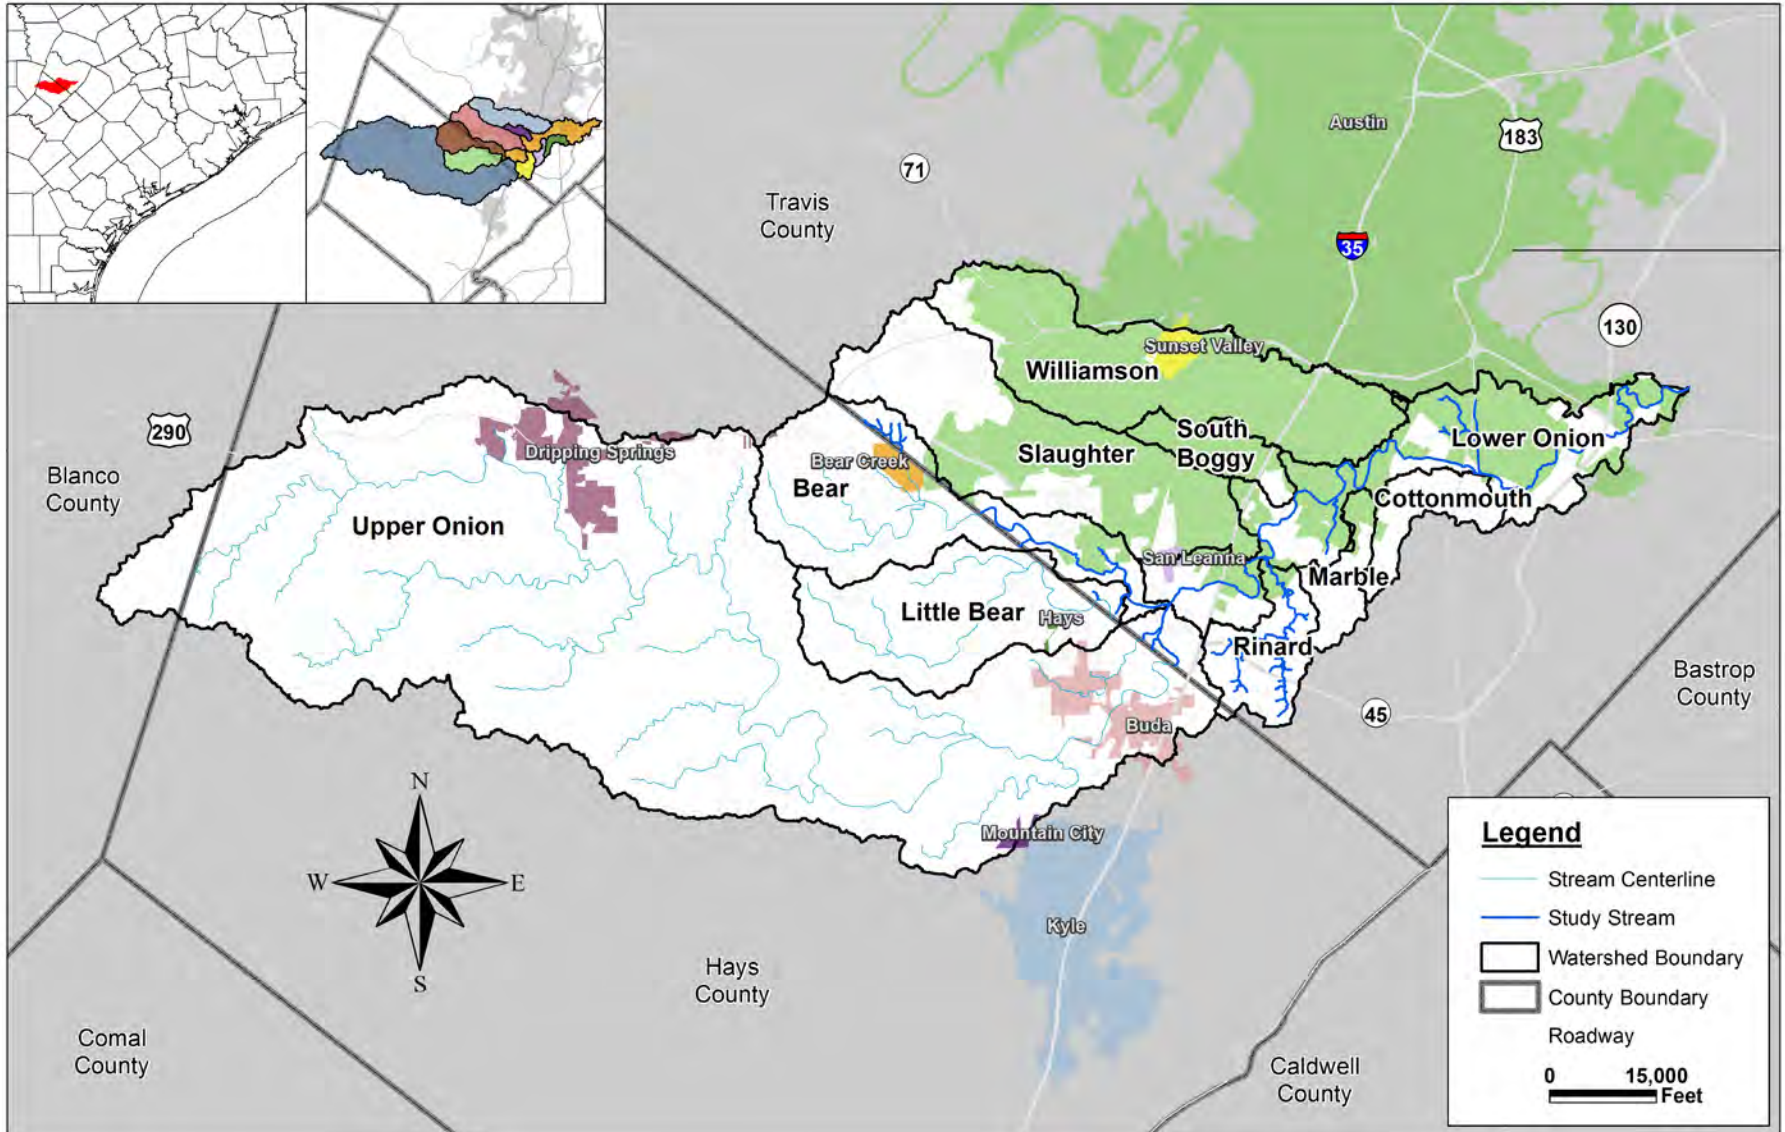 Austin
183
71
Travis
County
35
130
Sunset Valley
Williamson
290
South
Boggy
Lower Onion
Slaughter
Dripping Springs
Bear Creek
Blanco
County
Bear
Cottonmouth
Upper Onion
San Leanna
Marble
Little Bear
Hays
Rinard
Bastrop
County
45
Buda
Mountain City
N
W
E
S
Kyle
Hays
County
Comal
County
Caldwell
County
Legend
Stream Centerline
Study Stream
Watershed Boundary
County Boundary
Roadway
0 15,000
Feet